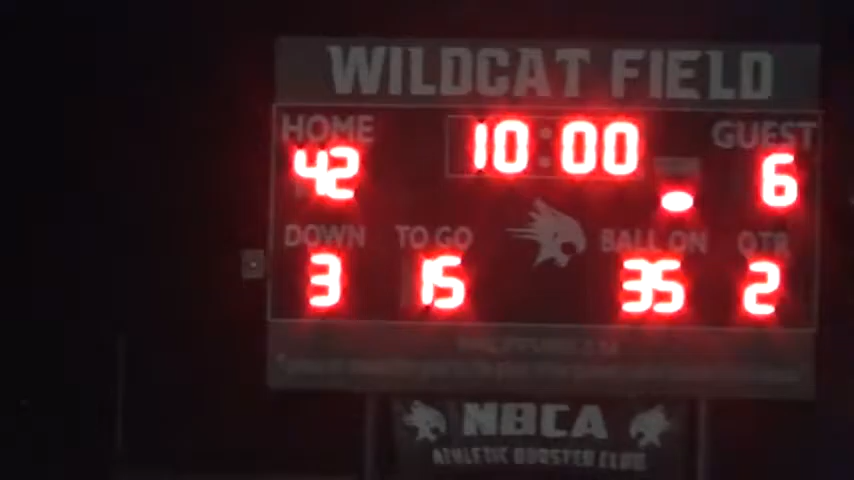 WILDCAT FIELD
HOME 10:00 GUEST
42 6
DOWN TO GO BALL ON QTR
3 15 35 2
NBCA
ATHLETIC BOOSTER CLUB